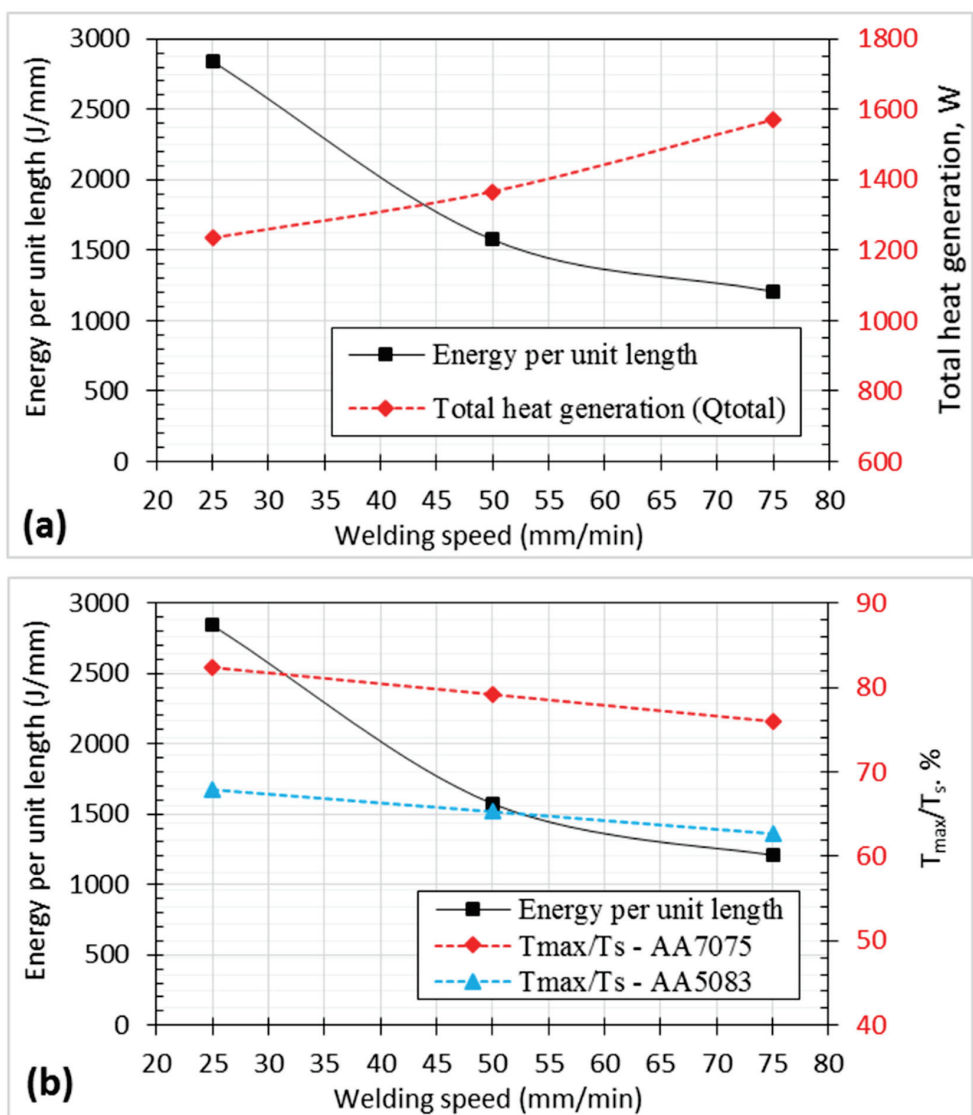 Energy per unit length (J/mm)
3000
2500
2000
1500
1000
500
0
1800
1600
1400
1200
1000
800
600
Total heat generation, W
Energy per unit length
Total heat generation (Qtotal)
20 25 30 35 40 45 50 55 60 65 70 75 80
Welding speed (mm/min)
(a)
Energy per unit length (J/mm)
3000
2500
2000
1500
1000
500
0
90
80
70
60
50
40
Tmax/Ts. %
Energy per unit length
Tmax/Ts - AA7075
Tmax/Ts - AA5083
20 25 30 35 40 45 50 55 60 65 70 75 80
Welding speed (mm/min)
(b)